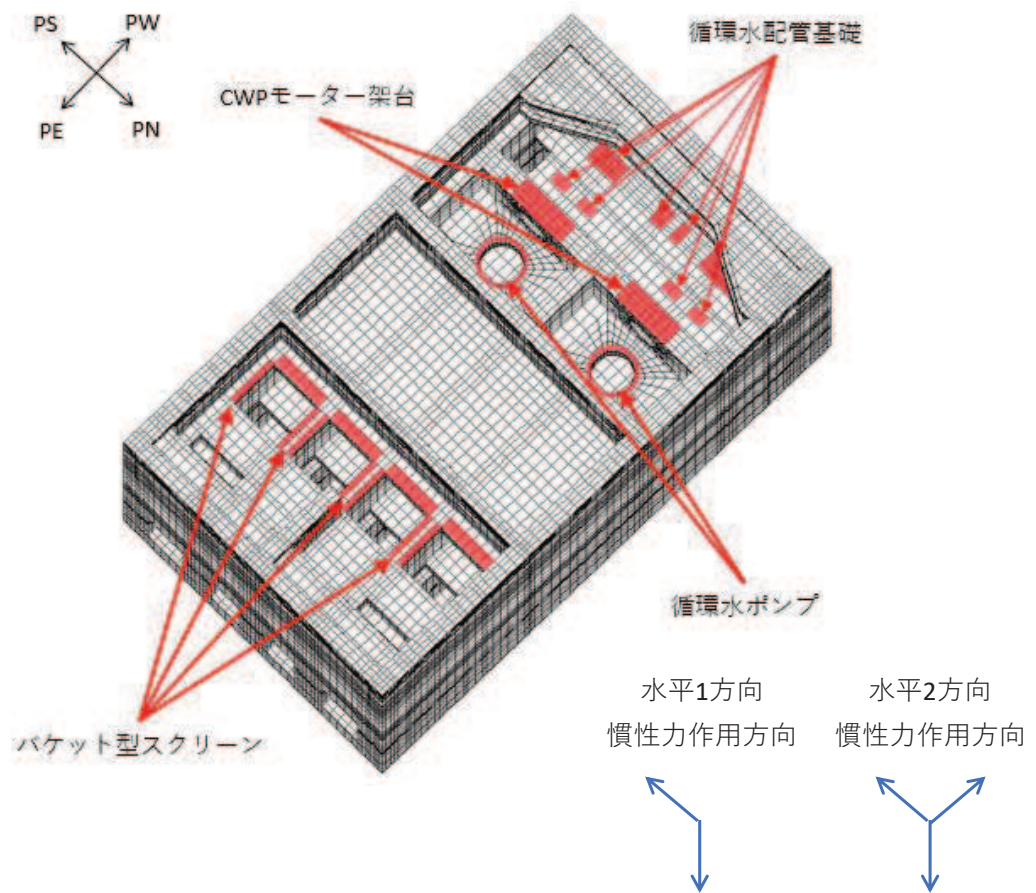 PS
PW
PE
PN
循環水配管基礎
CWPモーター架台
循環水ポンプ
バケット型スクリーン
水平1方向
慣性力作用方向
水平2方向
慣性力作用方向